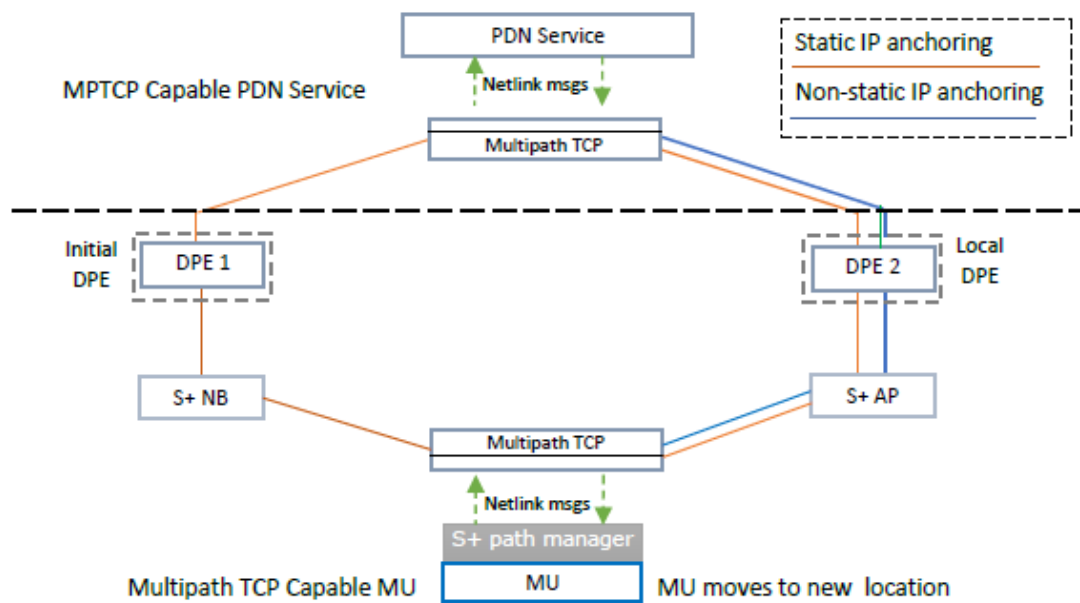 PDN Service
Static IP anchoring
Non-static IP anchoring
MPTCP Capable PDN Service
Netlink msgs
Multipath TCP
Initial
DPE
DPE 1
DPE 2
Local
DPE
S+ NB
S+ AP
Multipath TCP
Netlink msgs
S+ path manager
Multipath TCP Capable MU
MU
MU moves to new location